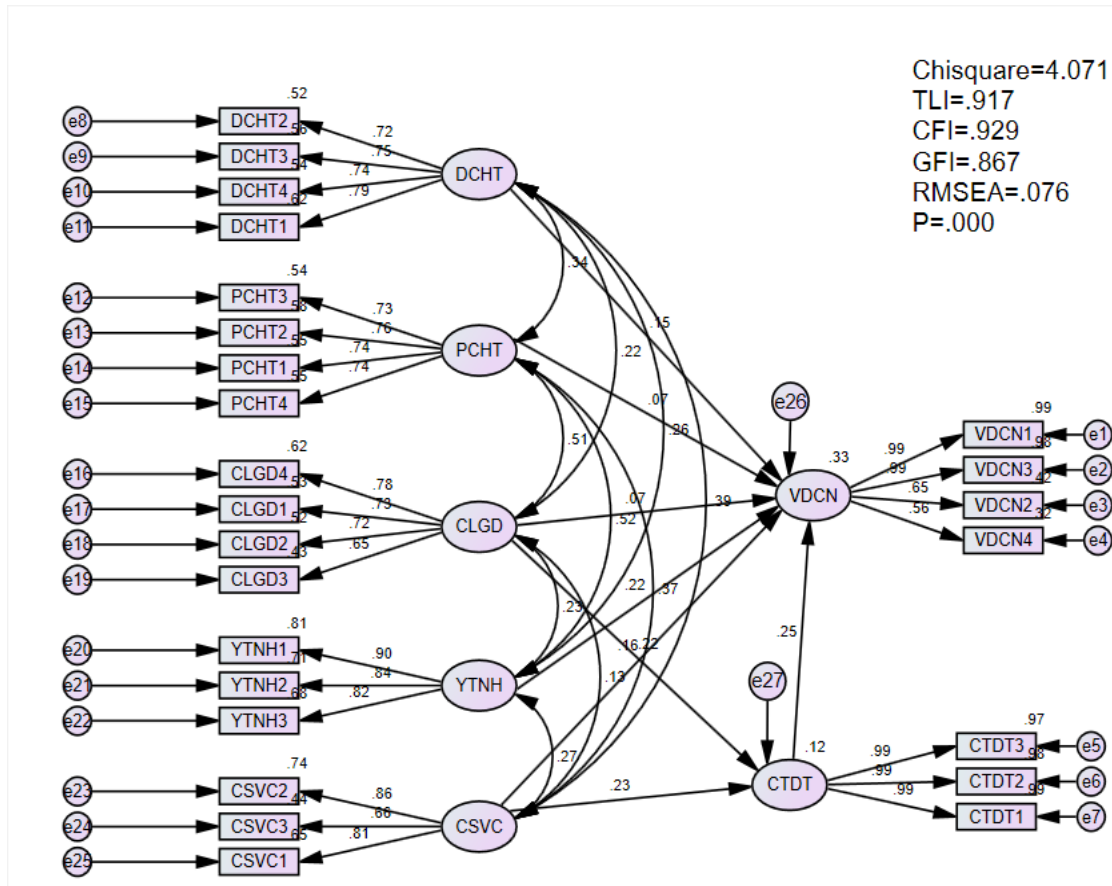 Chisquare=4.071
TLI=.917
CFI=.929
GFI=.867
RMSEA=.076
P=.000
.52
e8 DCHT2 .72
.56
e9 DCHT3 .75
.54
e10 DCHT4 .74
.62
e11 DCHT1 .79
DCHT
.54
e12 PCHT3 .73
.58
e13 PCHT2 .76
.55
e14 PCHT1 .74
.55
e15 PCHT4 .74
PCHT
.62
e16 CLGD4 .78
.53
e17 CLGD1 .73
.52
e18 CLGD2 .72
.43
e19 CLGD3 .65
CLGD
.81
e20 YTNH1 .90
.71
e21 YTNH2 .84
.68
e22 YTNH3 .82
YTNH
.74
e23 CSVC2 .86
.44
e24 CSVC3 .66
.65
e25 CSVC1 .81
CSVC
.34
.15
.22
.07
.26
.51
.07
.39
.52
.22
.37
.23
.16
.22
.13
.27
.23
.25
e26
.33
VDCN
.99
.99 VDCN1 e1
.98
.99 VDCN3 e2
.42
.65 VDCN2 e3
.32
.56 VDCN4 e4
e27
.12
CTDT
.97
.99 CTDT3 e5
.98
.99 CTDT2 e6
.99
.99 CTDT1 e7